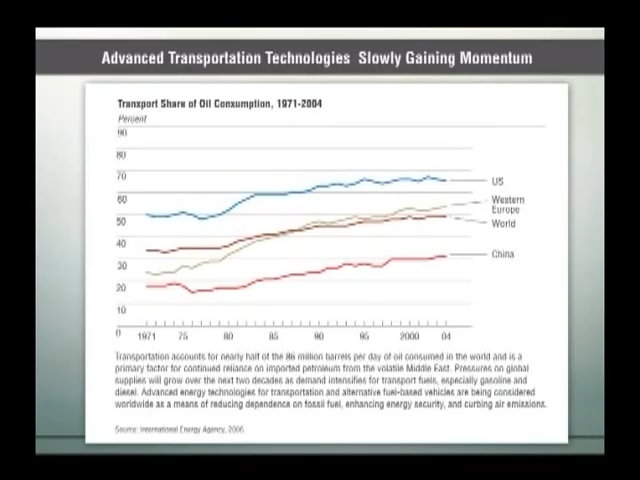 Advanced Transportation Technologies Slowly Gaining Momentum
Transport Share of Oil Consumption, 1971-2004
Percent
90
80
70
US
60
Western
Europe
50
World
40
China
30
20
10
0
1971 75 80 85 90 95 2000 04
Transportation accounts for nearly half of the 86 million barrels per day of oil consumed in the world and is a
primary factor for continued reliance on imported petroleum from the volatile Middle East. Pressures on global
supplies will grow over the next two decades as demand intensifies for transport fuels, especially gasoline and
diesel. Advanced energy technologies for transportation and alternative fuel-based vehicles are being considered
worldwide as a means of reducing dependence on fossil fuel, enhancing energy security, and curbing air emissions.
Source: International Energy Agency, 2006.